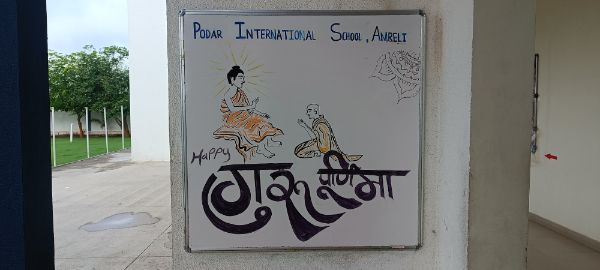 PODAR INTERNATIONAL SCHOOL, AMRELI
Happy
गुरू पूर्णिमा